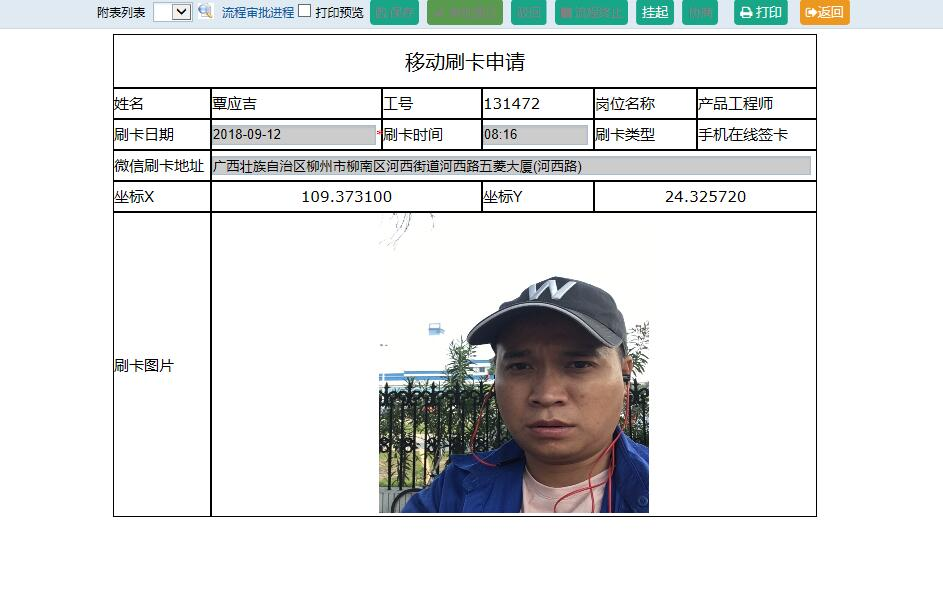 附表列表 流程审批进程 打印预览 保存 驳回 流程终止 挂起 协商 打印 返回
移动刷卡申请
姓名 覃应吉 工号 131472 岗位名称 产品工程师
刷卡日期 2018-09-12 * 刷卡时间 08:16 刷卡类型 手机在线签卡
微信刷卡地址 广西壮族自治区柳州市柳南区河西街道河西路五菱大厦(河西路)
坐标X 109.373100 坐标Y 24.325720
刷卡图片
W